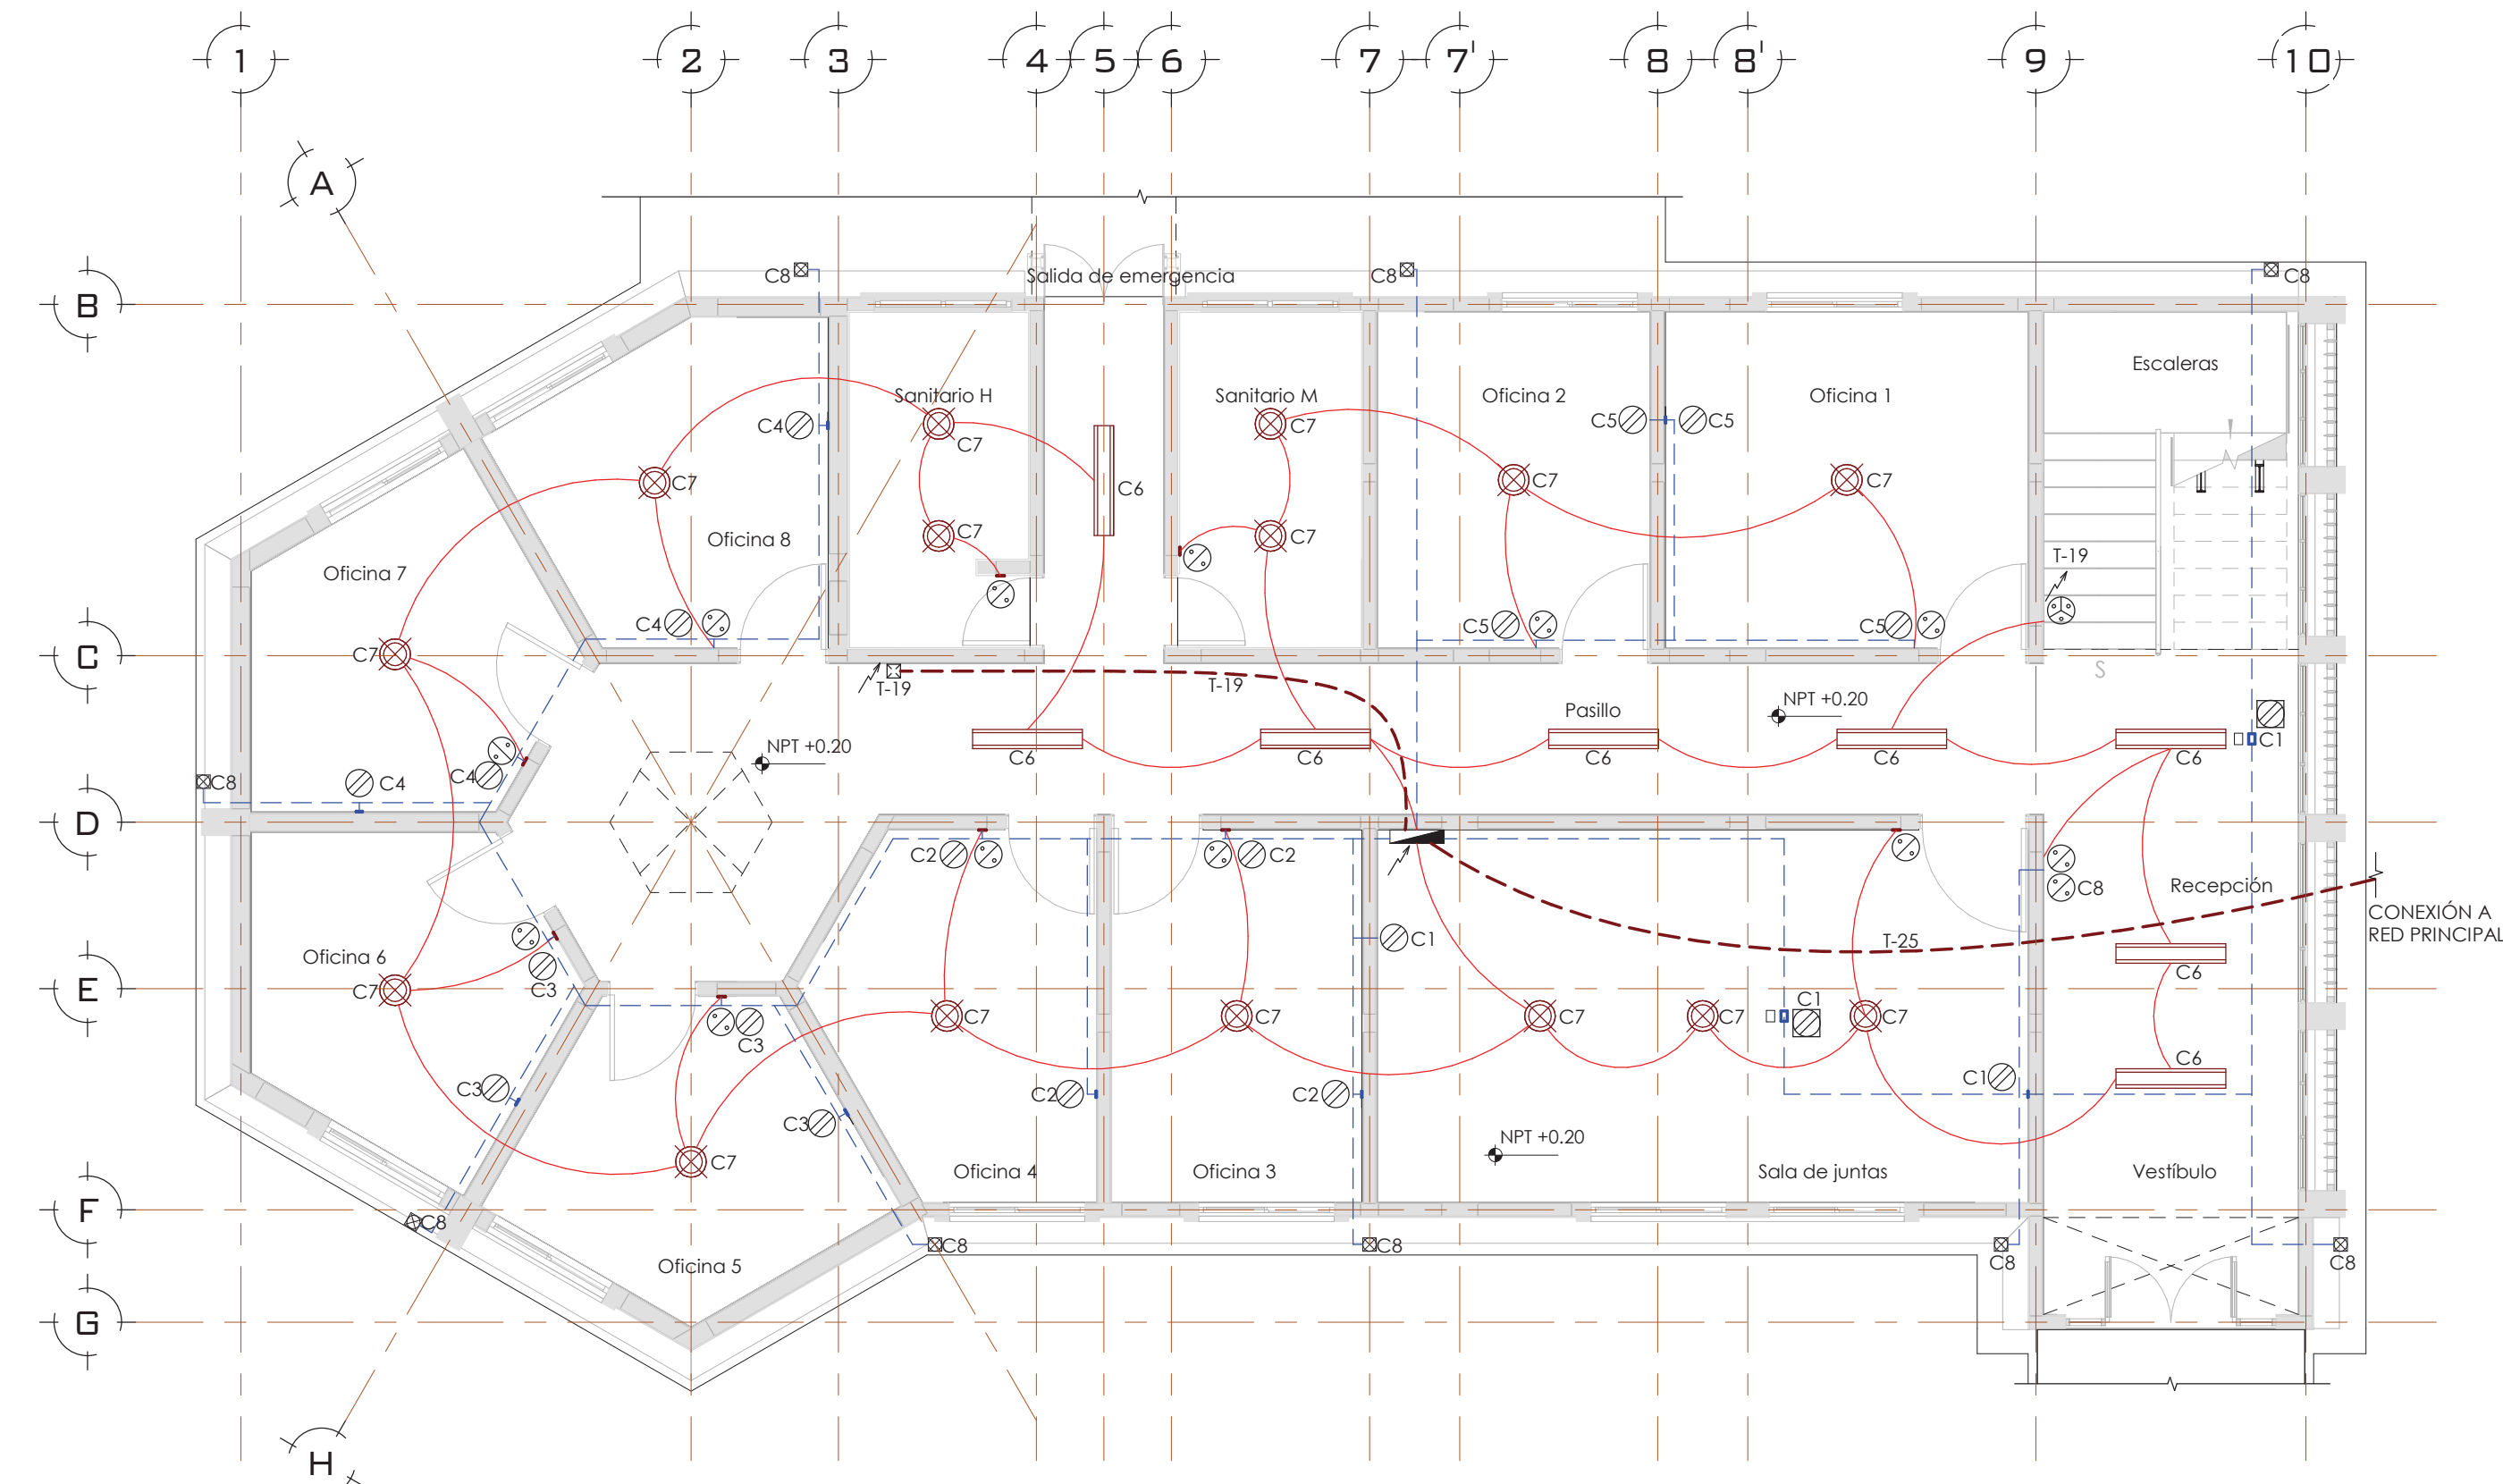 1 2 3 4 5 6 7 7' 8 8' 9 10
A
C8 Salida de emergencia C8 C8
B
Escaleras
Sanitario H Sanitario M Oficina 2 Oficina 1
C4 C7 C7 C5 C5
C7 C6 C7 C7
Oficina 8 C7 C7
T-19
Oficina 7
C4 C5 C5
C
C7
S
T-19 T-19 NPT +0.20
Pasillo
NPT +0.20
C6 C6 C6 C6 C6 C1
C4
C8 C4
D
C2 C2
C8 Recepción
CONEXIÓN A
RED PRINCIPAL
C1 T-25
Oficina 6
C6
E
C7 C3
C1
C7 C7 C7 C7 C7
C3
C6
C3 C2 C2 C1
C3
NPT +0.20
C7
Oficina 4 Oficina 3 Sala de juntas Vestíbulo
F
C8
C8 C8 C8 C8
Oficina 5
G
H